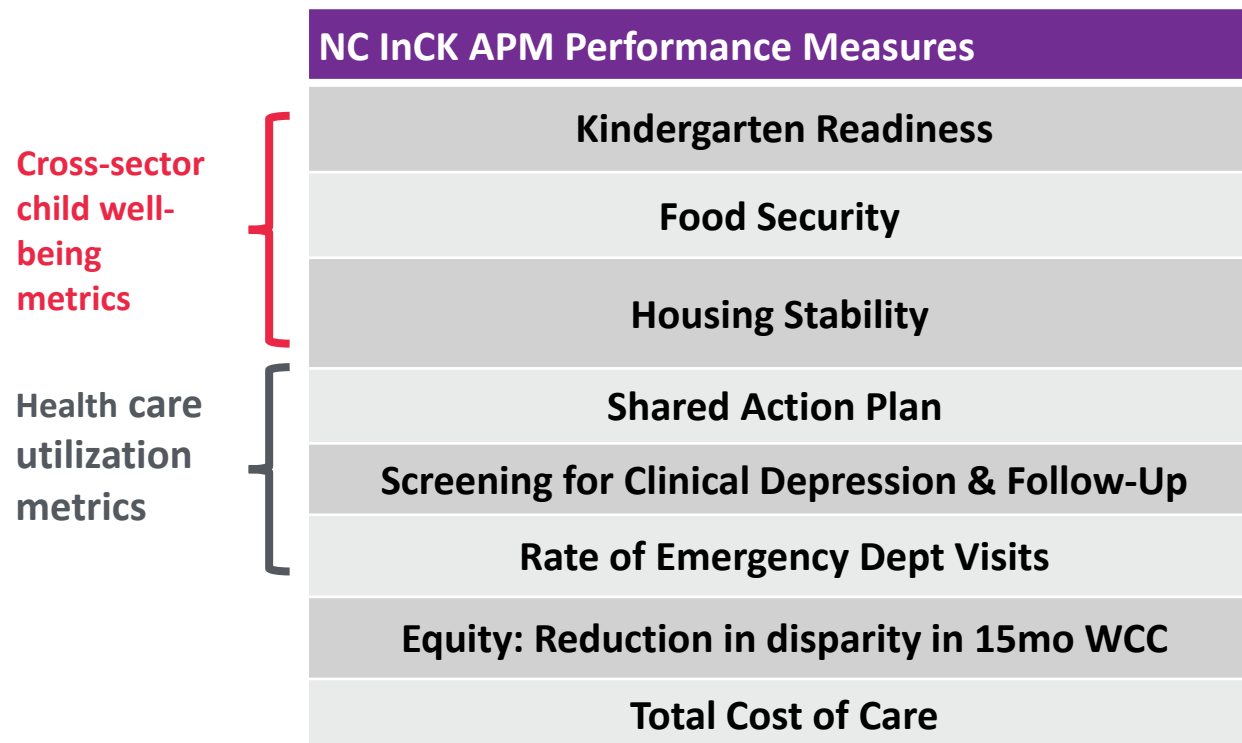 NC InCK APM Performance Measures
Cross-sector
child well-
being
metrics
Kindergarten Readiness
Food Security
Housing Stability
Health care
utilization
metrics
Shared Action Plan
Screening for Clinical Depression & Follow-Up
Rate of Emergency Dept Visits
Equity: Reduction in disparity in 15mo WCC
Total Cost of Care